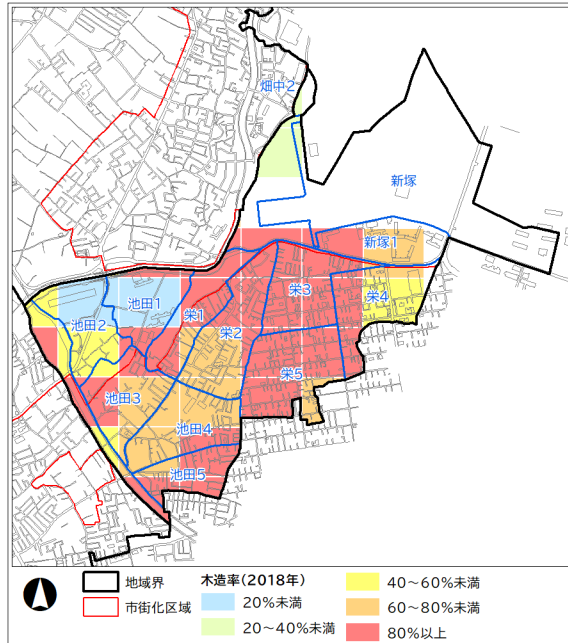 畑中2
新塚
新塚1
池田1
栄3
栄4
池田2
栄1
栄2
栄5
池田3
池田4
池田5
地域界
市街化区域
木造率(2018年)
20%未満
20~40%未満
40~60%未満
60~80%未満
80%以上